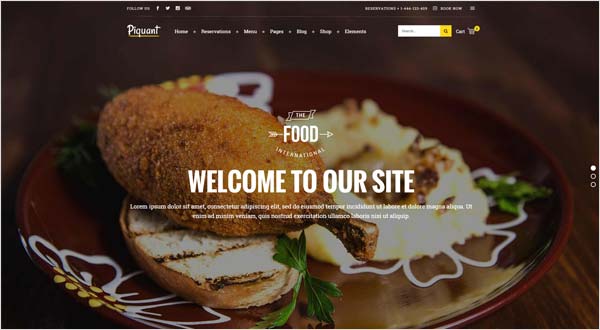 FOLLOW US
RESERVATIONS + 1-444-123-489 BOOK NOW
Piquant
Home Reservations Menu Pages Blog Shop Elements
Search... Cart
THE
FOOD
INTERNATIONAL
WELCOME TO OUR SITE
Lorem ipsum dolor sit amet, consectetur adipiscing elit, sed do eiusmod tempor incididunt ut labore et dolore magna aliqua. Ut
enim ad minim veniam, quis nostrud exercitation ullamco laboris nisi ut aliquip.